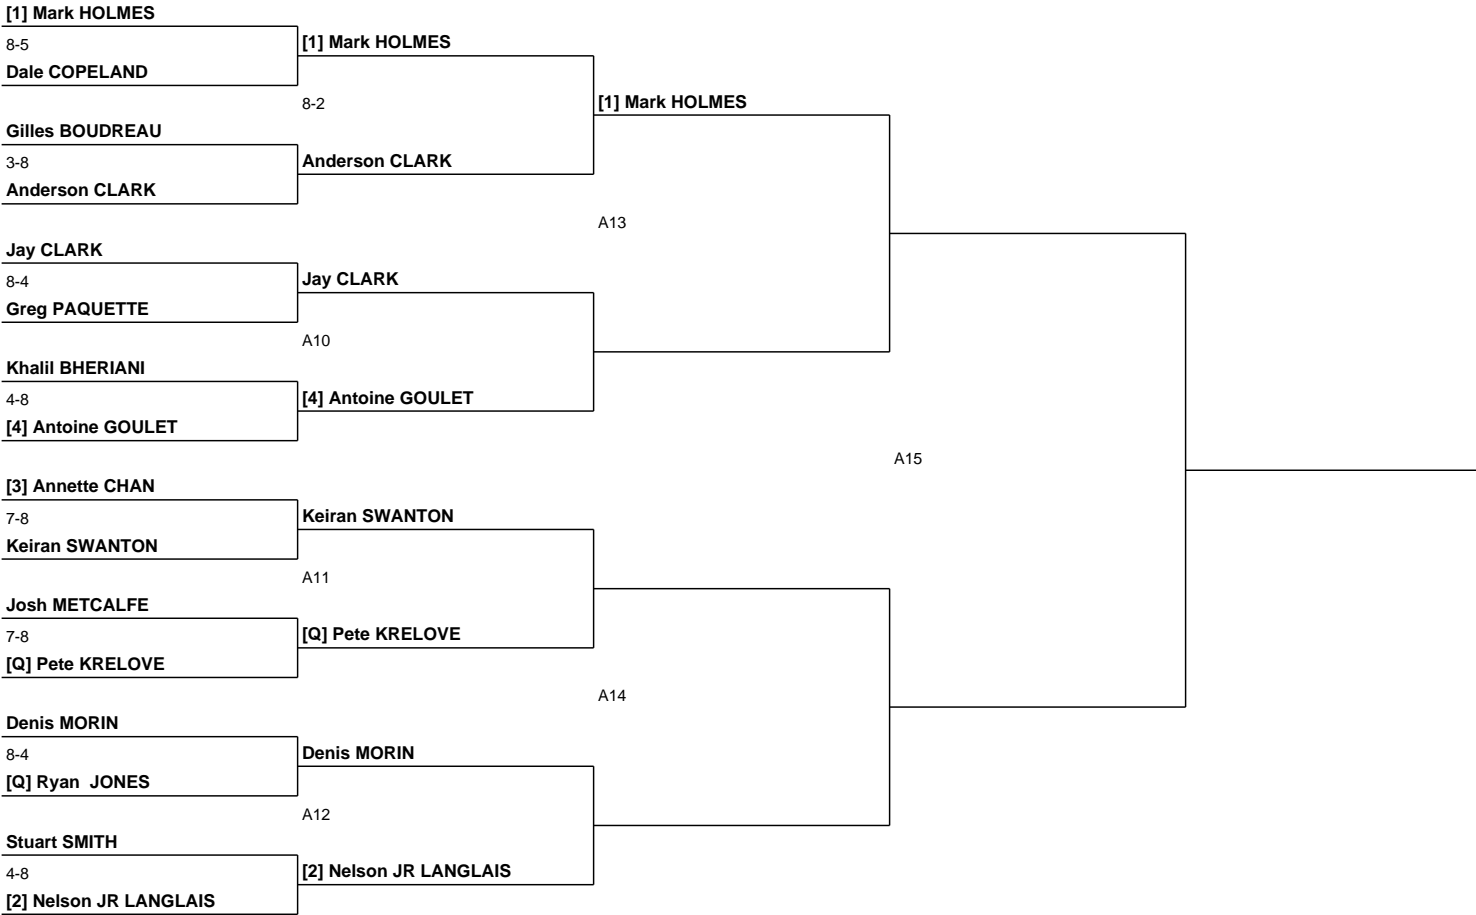 [1] Mark HOLMES
8-5
Dale COPELAND
Gilles BOUDREAU
3-8
Anderson CLARK
Jay CLARK
8-4
Greg PAQUETTE
Khalil BHERIANI
4-8
[4] Antoine GOULET
[3] Annette CHAN
7-8
Keiran SWANTON
Josh METCALFE
7-8
[Q] Pete KRELOVE
Denis MORIN
8-4
[Q] Ryan  JONES
Stuart SMITH
4-8
[2] Nelson JR LANGLAIS
[1] Mark HOLMES
8-2
Anderson CLARK
Jay CLARK
A10
[4] Antoine GOULET
Keiran SWANTON
A11
[Q] Pete KRELOVE
Denis MORIN
A12
[2] Nelson JR LANGLAIS
[1] Mark HOLMES
A13
A14
A15